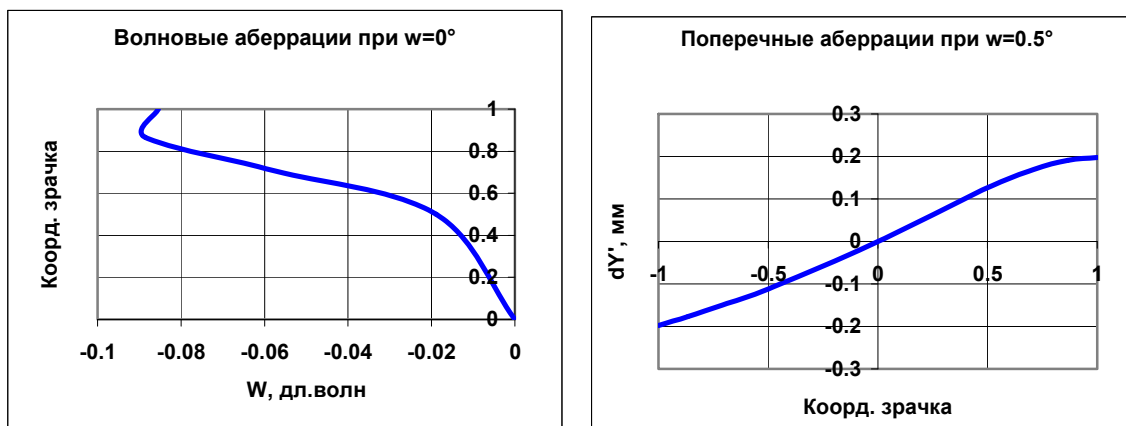 Волновые аберрации при w=0°
Коорд. зрачка
1
0.8
0.6
0.4
0.2
0
-0.1 -0.08 -0.06 -0.04 -0.02 0
W, дл.волн
Поперечные аберрации при w=0.5°
dY', мм
0.3
0.2
0.1
0
-1 -0.5 0 0.5 1
-0.1
-0.2
-0.3
Коорд. зрачка